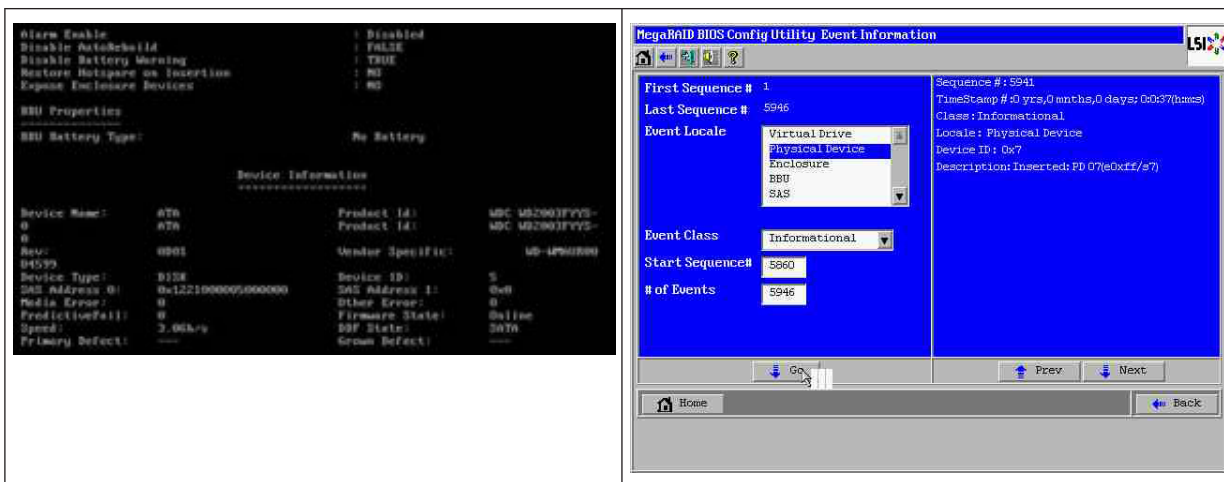 Alarm Enable : Disabled
Disable AutoRebuild : FALSE
Disable Battery Warning : TRUE
Restore Hotspare on Insertion : NO
Expose Enclosure Devices : NO
BBU Properties
BBU Battery Type: No Battery
Device Information
Device Name: ATA Product Id: WDC WD2003FYYS-
0 ATA Product Id: WDC WD2003FYYS-
0
Rev: 0D01 Vendor Specific:
04599
Device Type: DISK Device ID: 5
SAS Address 0: 0x1221000005000000 SAS Address 1: 0x0
Media Error: 0 Other Error: 0
PredictiveFail: 0 Firmware State: Online
Speed: 3.0Gb/s DDF State: SATA
Primary Defect: --- Grown Defect: ---
MegaRAID BIOS Config Utility Event Information
LSI
First Sequence # 1
Last Sequence # 5946
Event Locale
Virtual Drive
Physical Device
Enclosure
BBU
SAS
Event Class Informational
Start Sequence# 5860
# of Events 5946
Go
Sequence #: 5941
TimeStamp #:0 yrs,0 mnths,0 days; 0:0:37(h:m:s)
Class: Informational
Locale: Physical Device
Device ID: 0x7
Description: Inserted: PD 07(e0xff/s7)
Prev Next
Home Back